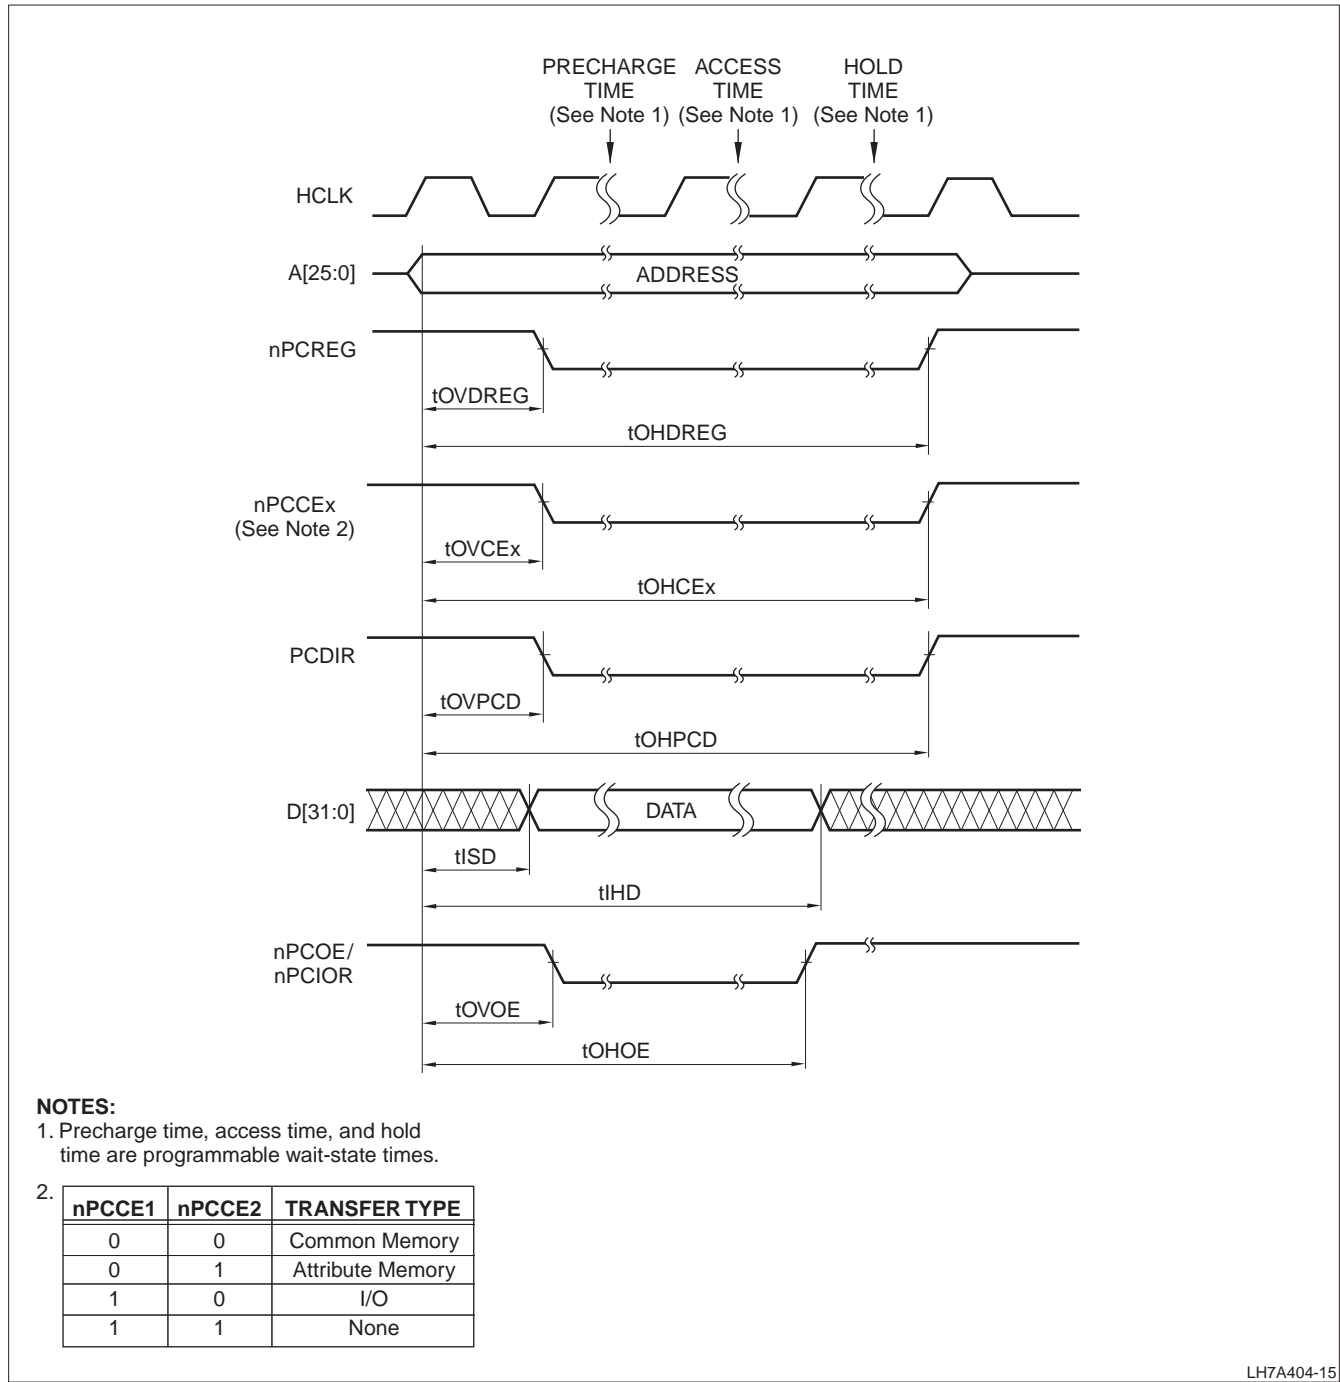 PRECHARGE TIME (See Note 1)
ACCESS TIME (See Note 1)
HOLD TIME (See Note 1)
HCLK
A[25:0]
ADDRESS
nPCREG
tOVDREG
tOHDREG
nPCCEx
(See Note 2)
tOVCEx
tOHCEx
PCDIR
tOVPCD
tOHPCD
D[31:0]
DATA
tISD
tIHD
nPCOE/
nPCIOR
tOVOE
tOHOE
NOTES:
1. Precharge time, access time, and hold
time are programmable wait-state times.
2.
nPCCE1 nPCCE2 TRANSFER TYPE
0 0 Common Memory
0 1 Attribute Memory
1 0 I/O
1 1 None
LH7A404-15